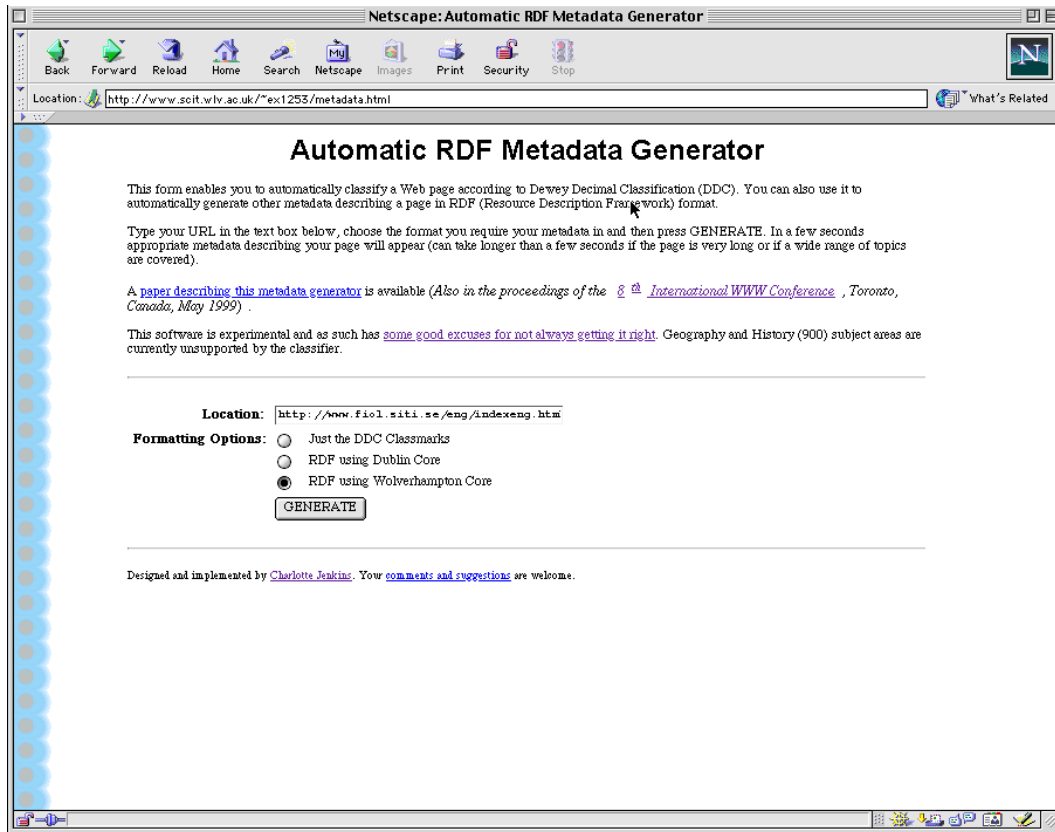 Netscape: Automatic RDF Metadata Generator
Back Forward Reload Home Search Netscape Images Print Security Stop
My
N
Location: http://www.scit.wlv.ac.uk/~ex1253/metadata.html What's Related
Automatic RDF Metadata Generator
This form enables you to automatically classify a Web page according to Dewey Decimal Classification (DDC). You can also use it to
automatically generate other metadata describing a page in RDF (Resource Description Framework) format.
Type your URL in the text box below, choose the format you require your metadata in and then press GENERATE. In a few seconds
appropriate metadata describing your page will appear (can take longer than a few seconds if the page is very long or if a wide range of topics
are covered).
A paper describing this metadata generator is available (Also in the proceedings of the 8 th International WWW Conference , Toronto,
Canada, May 1999) .
This software is experimental and as such has some good excuses for not always getting it right. Geography and History (900) subject areas are
currently unsupported by the classifier.
Location: http://www.fiol.siti.se/eng/indexeng.htm
Formatting Options: Just the DDC Classmarks
RDF using Dublin Core
RDF using Wolverhampton Core
GENERATE
Designed and implemented by Charlotte Jenkins. Your comments and suggestions are welcome.